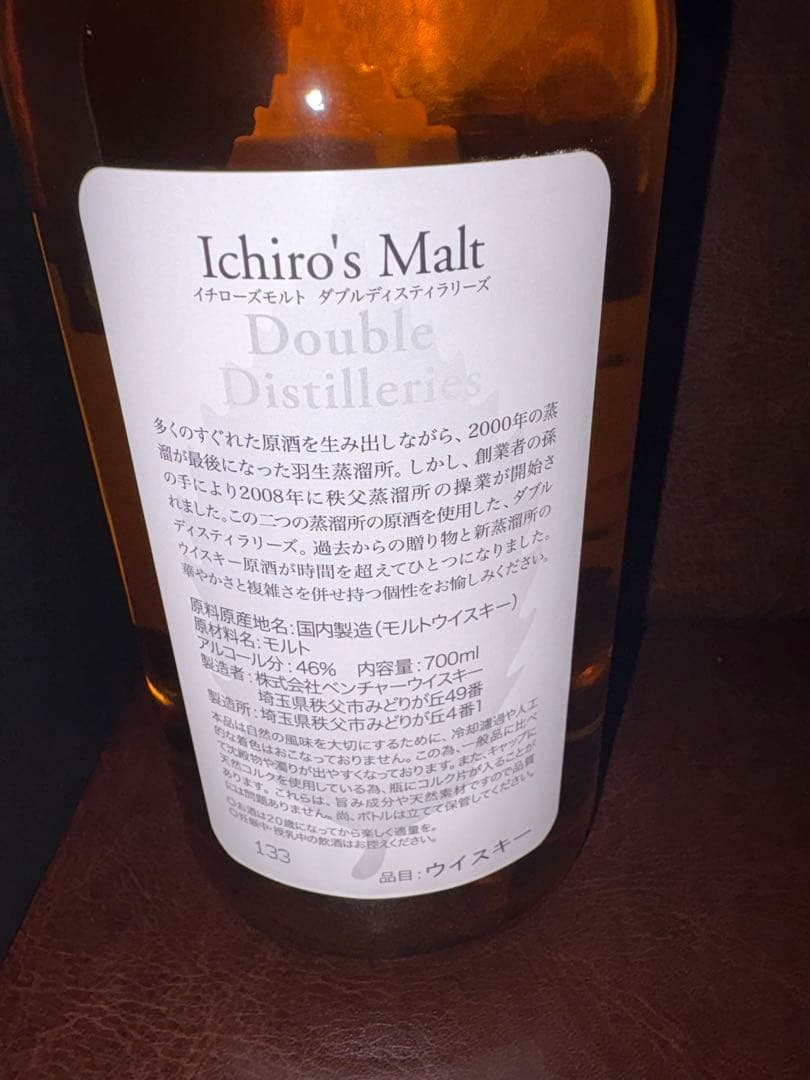 Ichiro's Malt
イチローズモルト ダブルディスティラリーズ
Double
Distilleries
多くのすぐれた原酒を生み出しながら、2000年の蒸
溜が最後になった羽生蒸溜所。しかし、創業者の孫
の手により2008年に秩父蒸溜所の操業が開始さ
れました。この二つの蒸溜所の原酒を使用した、ダブル
ディスティラリーズ。過去からの贈り物と新蒸溜所の
ウイスキー原酒が時間を超えてひとつになりました。
華やかさと複雑さを併せ持つ個性をお愉しみください。
原料原産地名：国内製造（モルトウイスキー）
原材料名：モルト
アルコール分：46% 内容量：700ml
製造者：株式会社ベンチャーウイスキー
埼玉県秩父市みどりが丘49番
製造所：埼玉県秩父市みどりが丘4番1
本品は自然の風味を大切にするために、冷却濾過や人工
的な着色はおこなっておりません。この為、一般品に比べ
て沈殿物や濁りが出やすくなっております。また、キャップに
天然コルクを使用している為、瓶にコルク片が入ることが
あります。これらは、旨み成分や天然素材ですので品質
には問題ありません。尚、ボトルは立てて保管してください。
◎お酒は20歳になってから楽しく適量を。
◎妊娠中・授乳中の飲酒はお控えください。
133
品目：ウイスキー